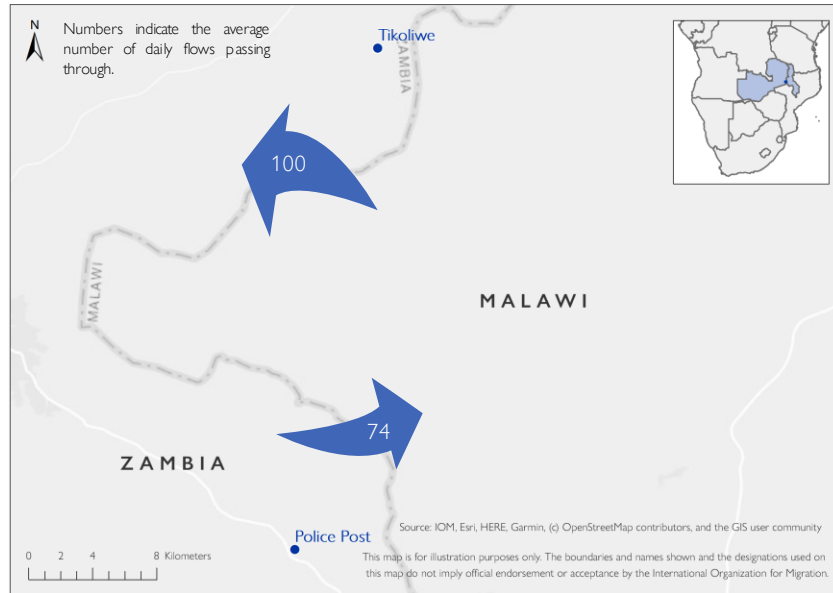 N
Numbers indicate the average
number of daily flows passing
through.
Tikoliwe
ZAMBIA
100
MALAWI
MALAWI
74
ZAMBIA
Police Post
Source: IOM, Esri, HERE, Garmin, (c) OpenStreetMap contributors, and the GIS user community
0 2 4 8 Kilometers
This map is for illustration purposes only. The boundaries and names shown and the designations used on
this map do not imply official endorsement or acceptance by the International Organization for Migration.